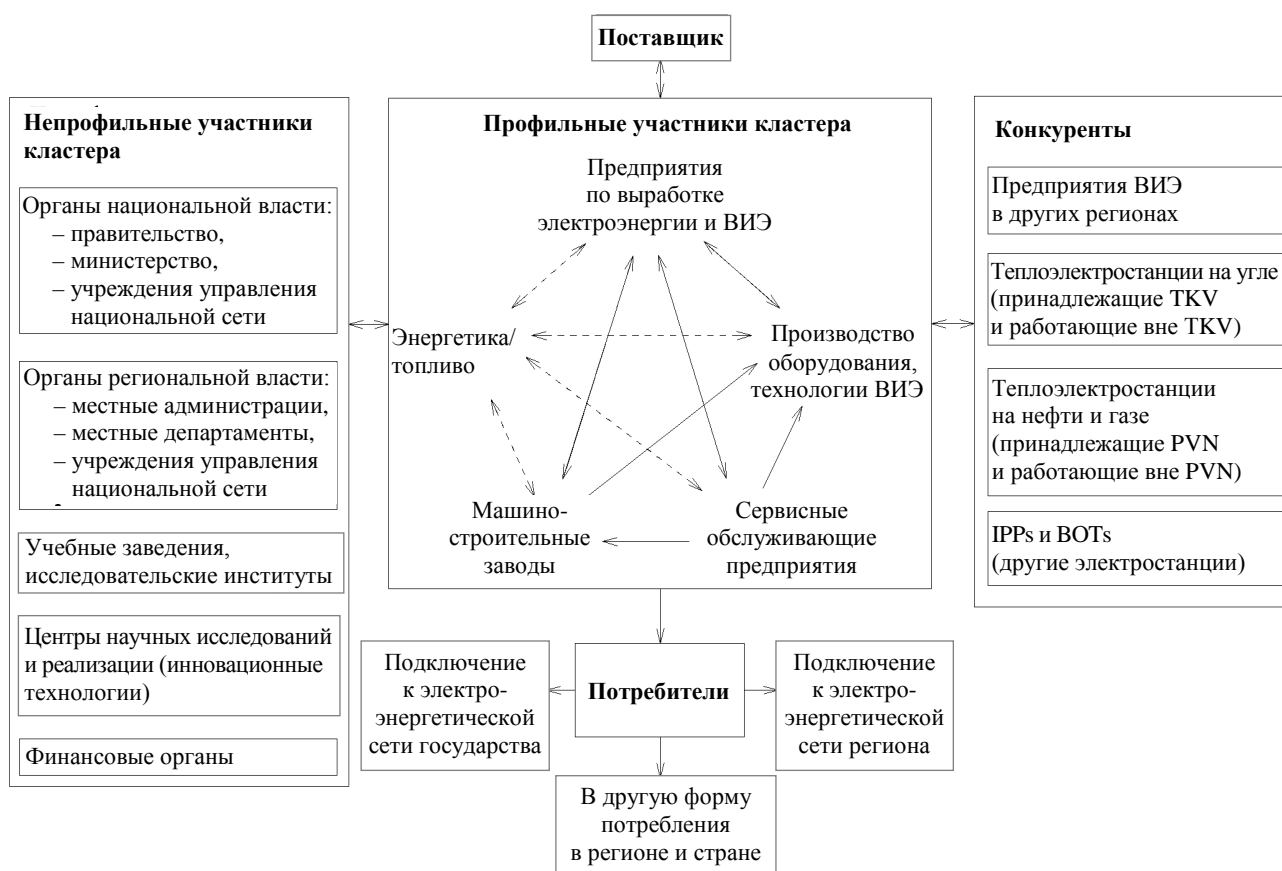 Поставщик
Непрофильные участники
кластера
Органы национальной власти:
– правительство,
– министерство,
– учреждения управления
национальной сети
Органы региональной власти:
– местные администрации,
– местные департаменты,
– учреждения управления
национальной сети
Учебные заведения,
исследовательские институты
Центры научных исследований
и реализации (инновационные
технологии)
Финансовые органы
Профильные участники кластера
Предприятия
по выработке
электроэнергии и ВИЭ
Энергетика/
топливо
Производство
оборудования,
технологии ВИЭ
Машино-
строительные
заводы
Сервисные
обслуживающие
предприятия
Конкуренты
Предприятия ВИЭ
в других регионах
Теплоэлектростанции на угле
(принадлежащие TKV
и работающие вне TKV)
Теплоэлектростанции
на нефти и газе
(принадлежащие PVN
и работающие вне PVN)
IPPs и BOTs
(другие электростанции)
Подключение
к электро-
энергетической
сети государства
Потребители
Подключение
к электро-
энергетической
сети региона
В другую форму
потребления
в регионе и стране